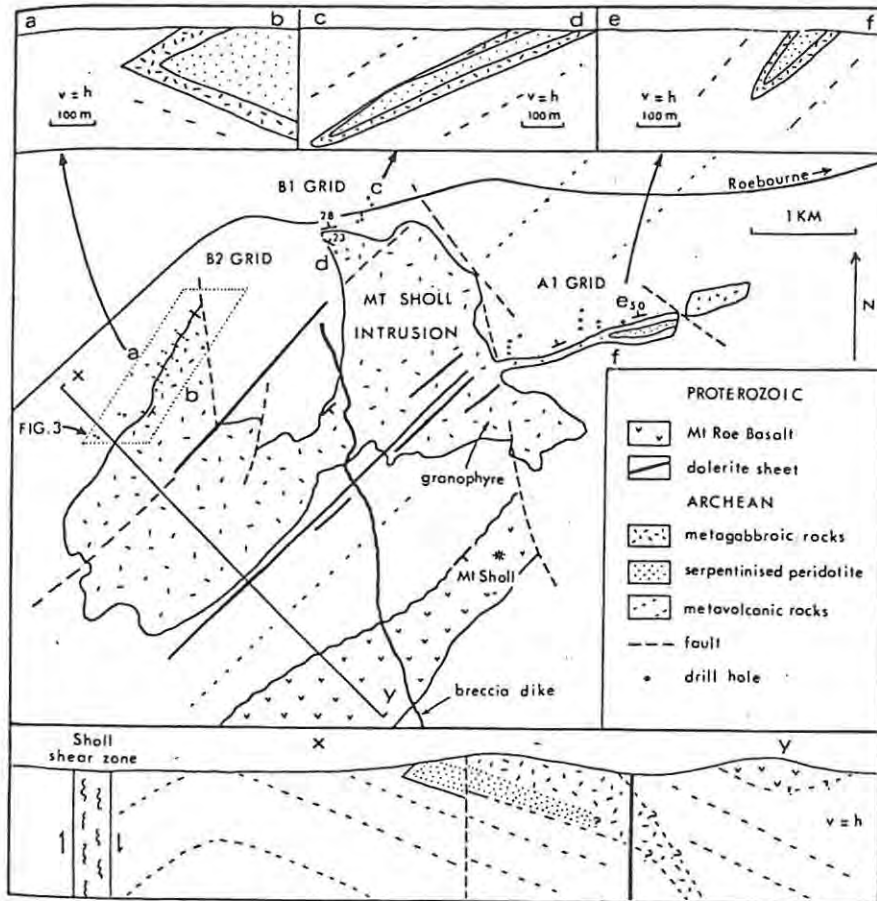 a
b
c
d
e
f
v = h
100 m
v = h
100 m
v = h
100 m
B1 GRID
c
Roebourne
28
23
d
1 KM
B2 GRID
A1 GRID
MT SHOLL
INTRUSION
e 50
N
a
x
b
f
FIG. 3
granophyre
Mt Sholl
y
breccia dike
PROTEROZOIC
Mt Roe Basalt
dolerite sheet
ARCHEAN
metagabbroic rocks
serpentinised peridotite
metavolcanic rocks
fault
drill hole
Sholl
shear zone
x
y
v = h
?
?
?
?